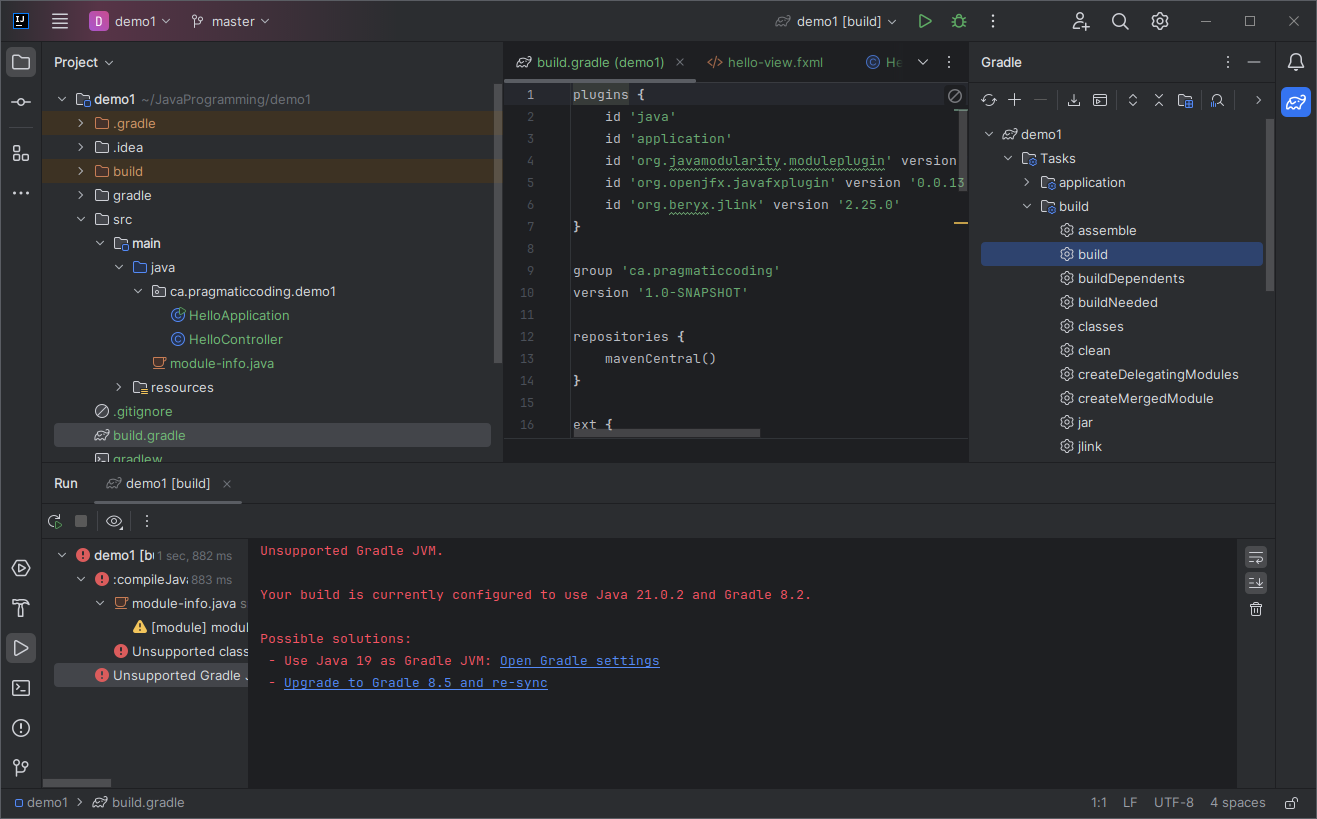 D demo1 master demo1 [build]
Project
demo1 ~/JavaProgramming/demo1
.gradle
.idea
build
gradle
src
main
java
ca.pragmaticcoding.demo1
HelloApplication
HelloController
module-info.java
resources
.gitignore
build.gradle
gradlew
build.gradle (demo1) hello-view.fxml He
1 plugins {
2 id 'java'
3 id 'application'
4 id 'org.javamodularity.moduleplugin' version
5 id 'org.openjfx.javafxplugin' version '0.0.13
6 id 'org.beryx.jlink' version '2.25.0'
7 }
8
9 group 'ca.pragmaticcoding'
10 version '1.0-SNAPSHOT'
11
12 repositories {
13 mavenCentral()
14 }
15
16 ext {
Gradle
demo1
Tasks
application
build
assemble
build
buildDependents
buildNeeded
classes
clean
createDelegatingModules
createMergedModule
jar
jlink
Run demo1 [build]
demo1 [bu 1 sec, 882 ms
:compileJava 883 ms
module-info.java s
[module] modul
Unsupported class
Unsupported Gradle J
Unsupported Gradle JVM.
Your build is currently configured to use Java 21.0.2 and Gradle 8.2.
Possible solutions:
- Use Java 19 as Gradle JVM: Open Gradle settings
- Upgrade to Gradle 8.5 and re-sync
demo1 > build.gradle 1:1 LF UTF-8 4 spaces